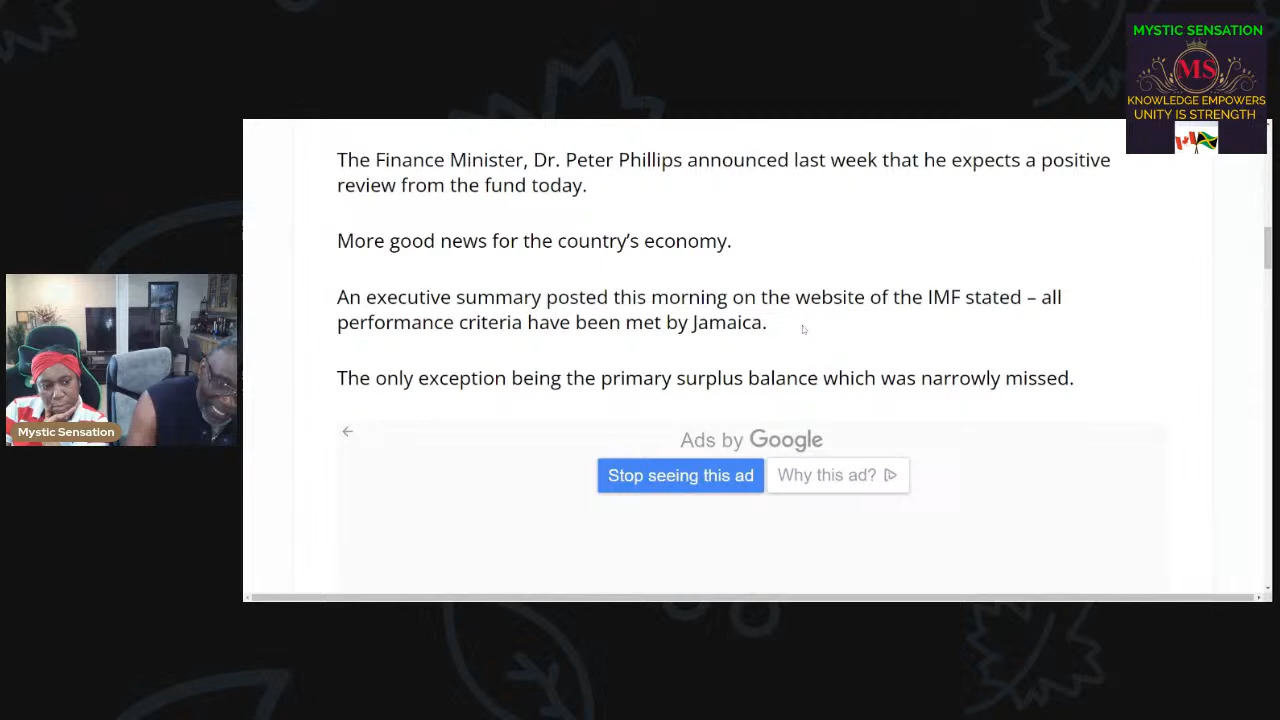 MYSTIC SENSATION
MS
KNOWLEDGE EMPOWERS
UNITY IS STRENGTH
The Finance Minister, Dr. Peter Phillips announced last week that he expects a positive
review from the fund today.
More good news for the country’s economy.
An executive summary posted this morning on the website of the IMF stated – all
performance criteria have been met by Jamaica.
The only exception being the primary surplus balance which was narrowly missed.
Ads by Google
Stop seeing this ad
Why this ad?
Mystic Sensation